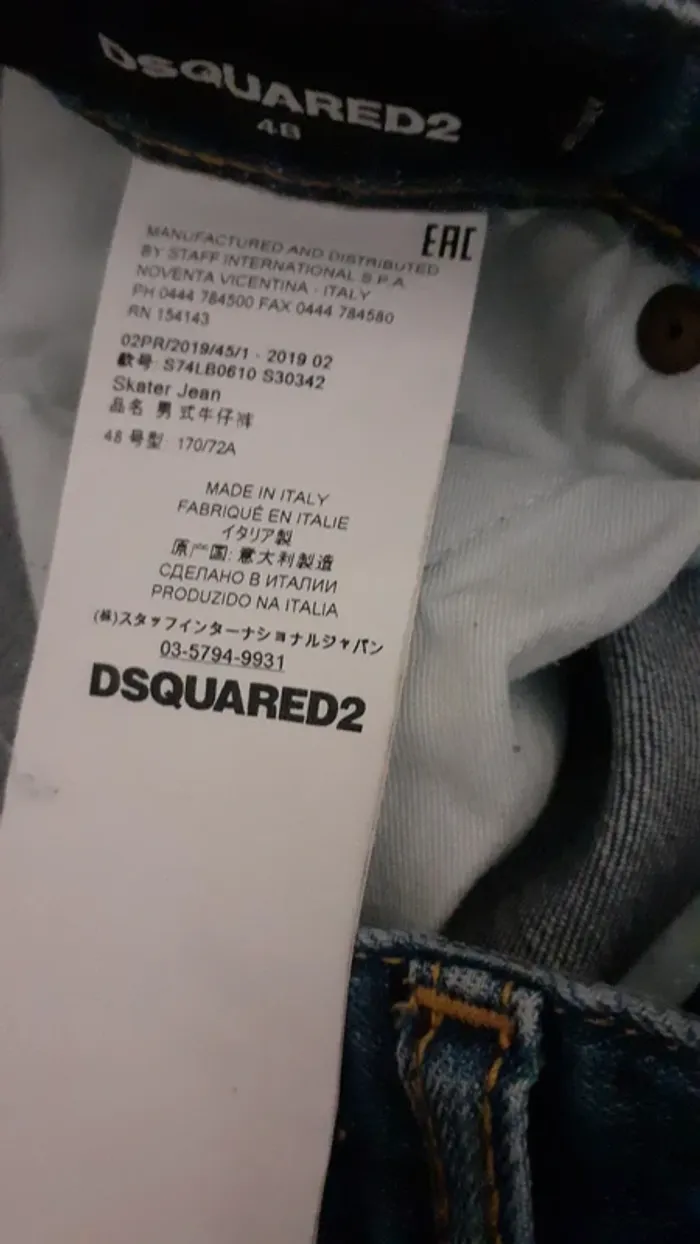 DSQUARED2
48
EAC
MANUFACTURED AND DISTRIBUTED
BY STAFF INTERNATIONAL S.P.A.
NOVENTA VICENTINA - ITALY
PH 0444 784500 FAX 0444 784580
RN 154143
02PR/2019/45/1 - 2019 02
款号: S74LB0610 S30342
Skater Jean
品名 男式牛仔裤
48 号型: 170/72A
MADE IN ITALY
FABRIQUÉ EN ITALIE
イタリア製
原产国: 意大利製造
СДЕЛАНО В ИТАЛИИ
PRODUZIDO NA ITALIA
(株)スタッフインターナショナルジャパン
03-5794-9931
DSQUARED2